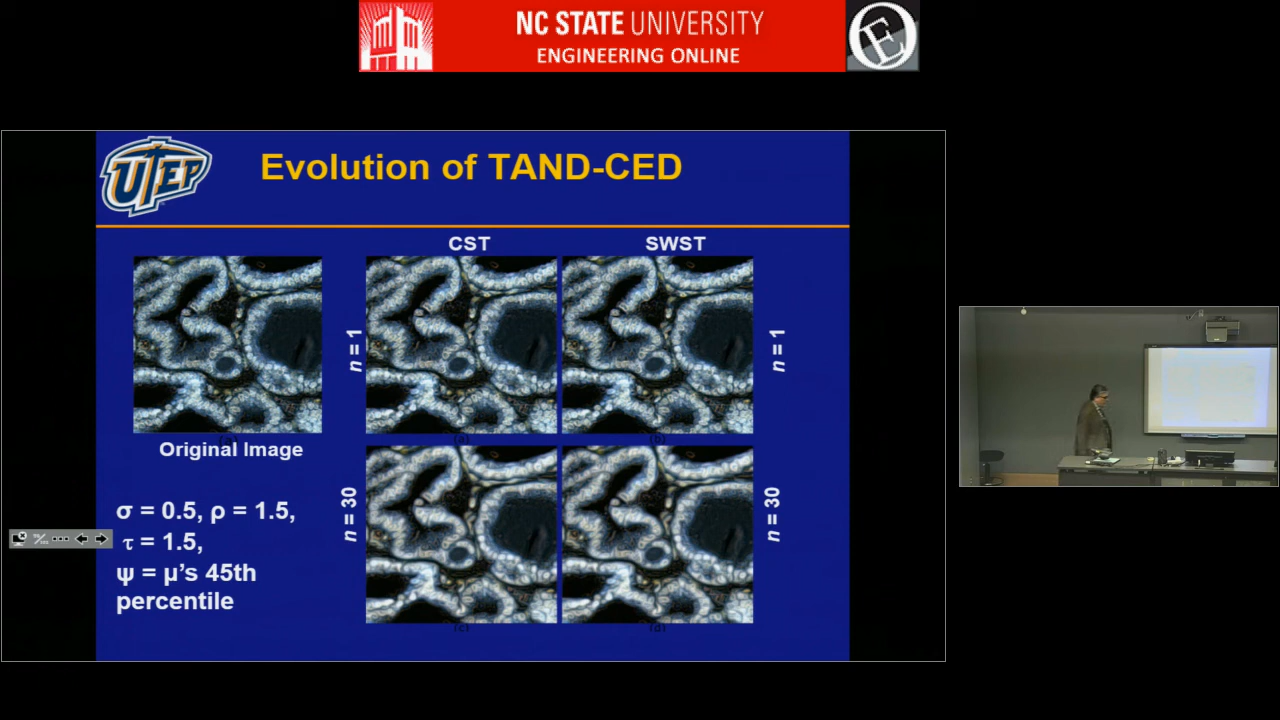 NC STATE UNIVERSITY
ENGINEERING ONLINE
UTEP
Evolution of TAND-CED
CST
SWST
n = 1
n = 1
(a)
(a)
(b)
Original Image
n = 30
n = 30
σ = 0.5, ρ = 1.5,
τ = 1.5,
ψ = μ’s 45th
percentile
(c)
(d)